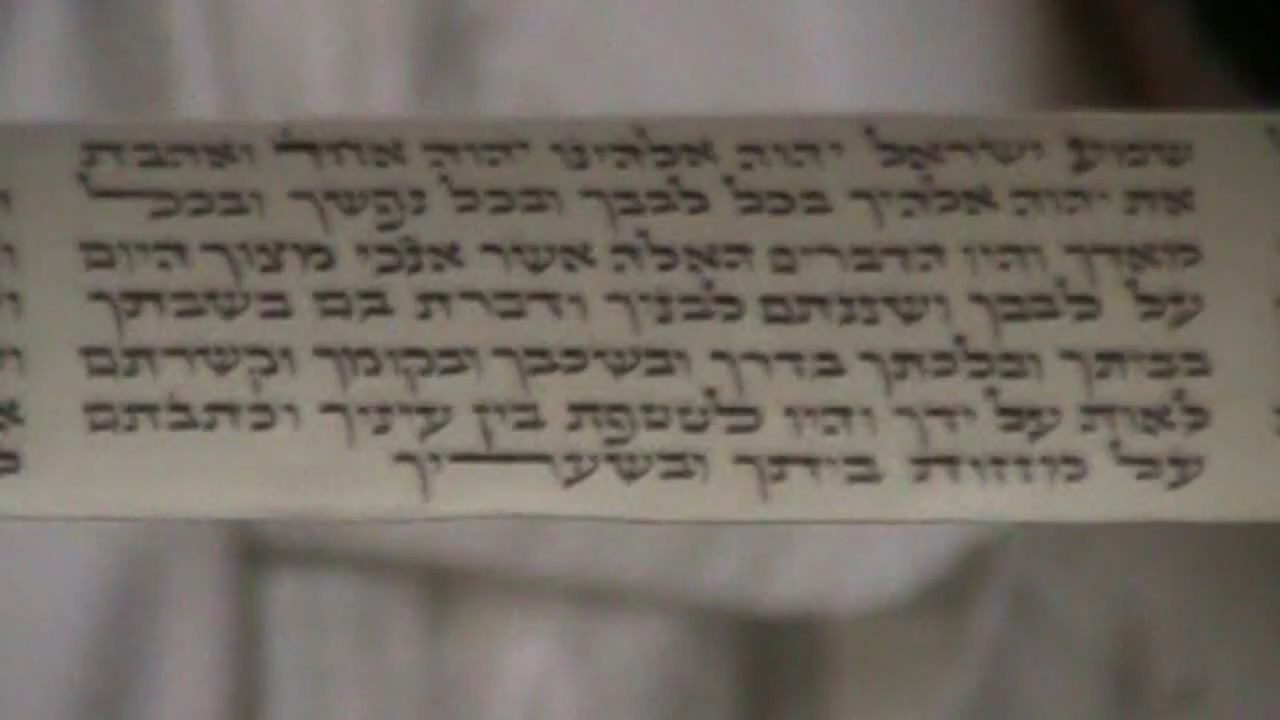 שמע ישראל יהוה אלהינו יהוה אחד ואהבת
את יהוה אלהיך בכל לבבך ובכל נפשך ובכל
מאדך והיו הדברים האלה אשר אנכי מצוך היום
על לבבך ושננתם לבניך ודברת בם בשבתך
בביתך ובלכתך בדרך ובשכבך ובקומך וקשרתם
לאות על ידך והיו לטטפת בין עיניך וכתבתם
על מזוזות ביתך ובשעריך